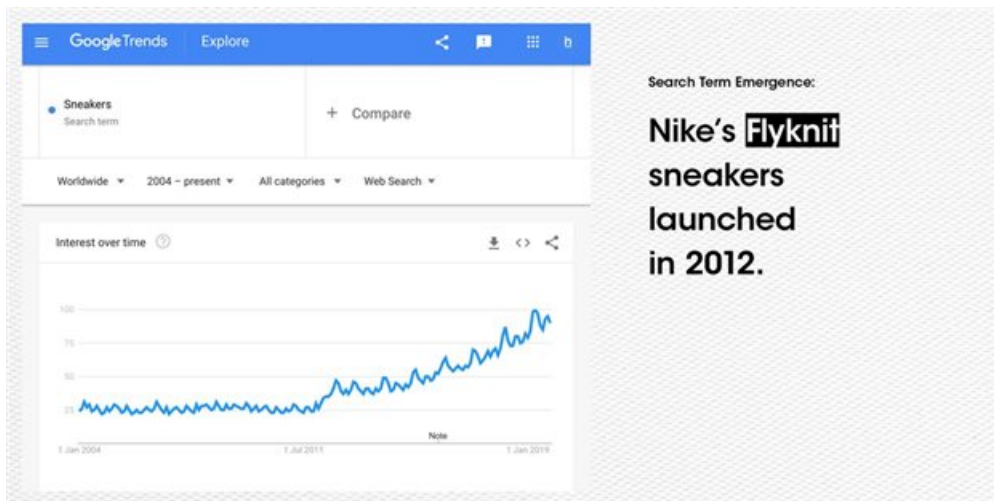 GoogleTrends Explore
Sneakers
Search term
+ Compare
Worldwide 2004 – present All categories Web Search
Interest over time
100
75
50
25
Note
1 Jan 2004 1 Jul 2011 1 Jan 2019
Search Term Emergence:
Nike's Flyknit
sneakers
launched
in 2012.